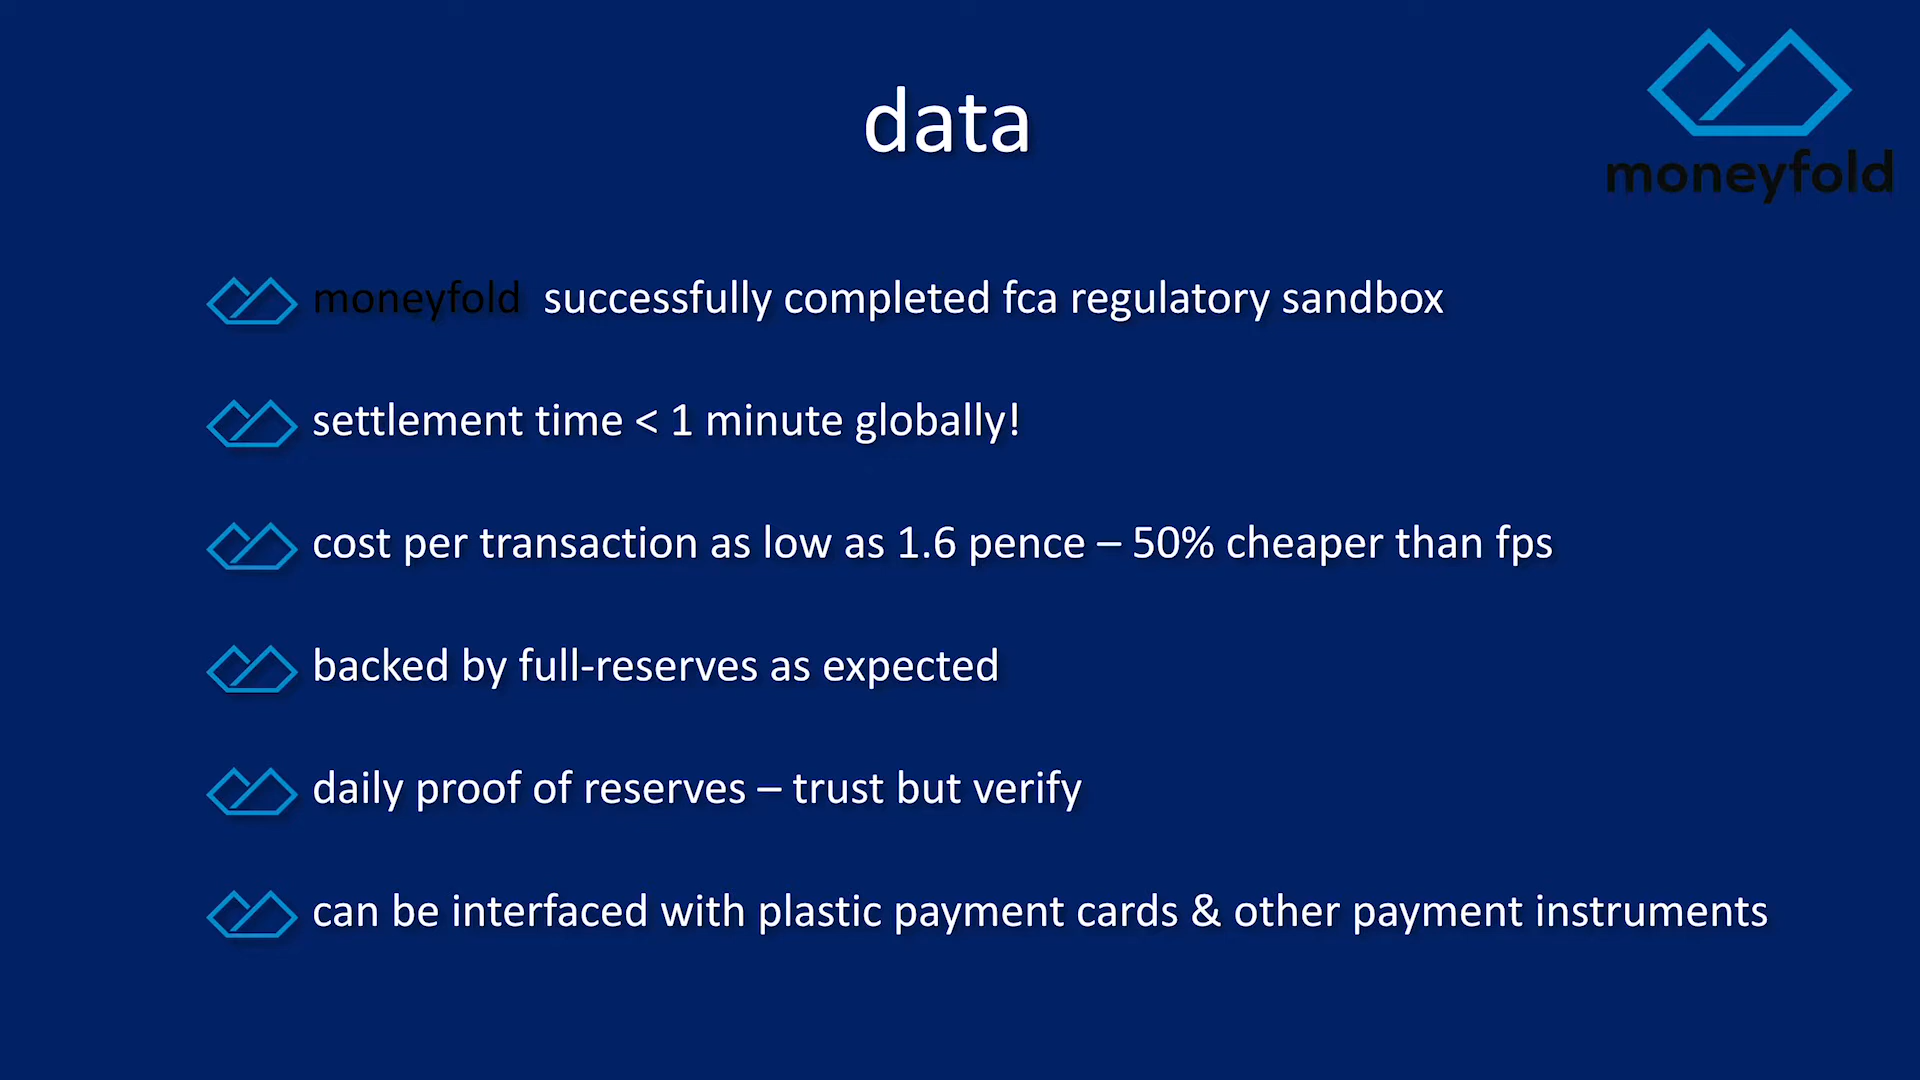 data
moneyfold
moneyfold successfully completed fca regulatory sandbox
settlement time < 1 minute globally!
cost per transaction as low as 1.6 pence – 50% cheaper than fps
backed by full-reserves as expected
daily proof of reserves – trust but verify
can be interfaced with plastic payment cards & other payment instruments